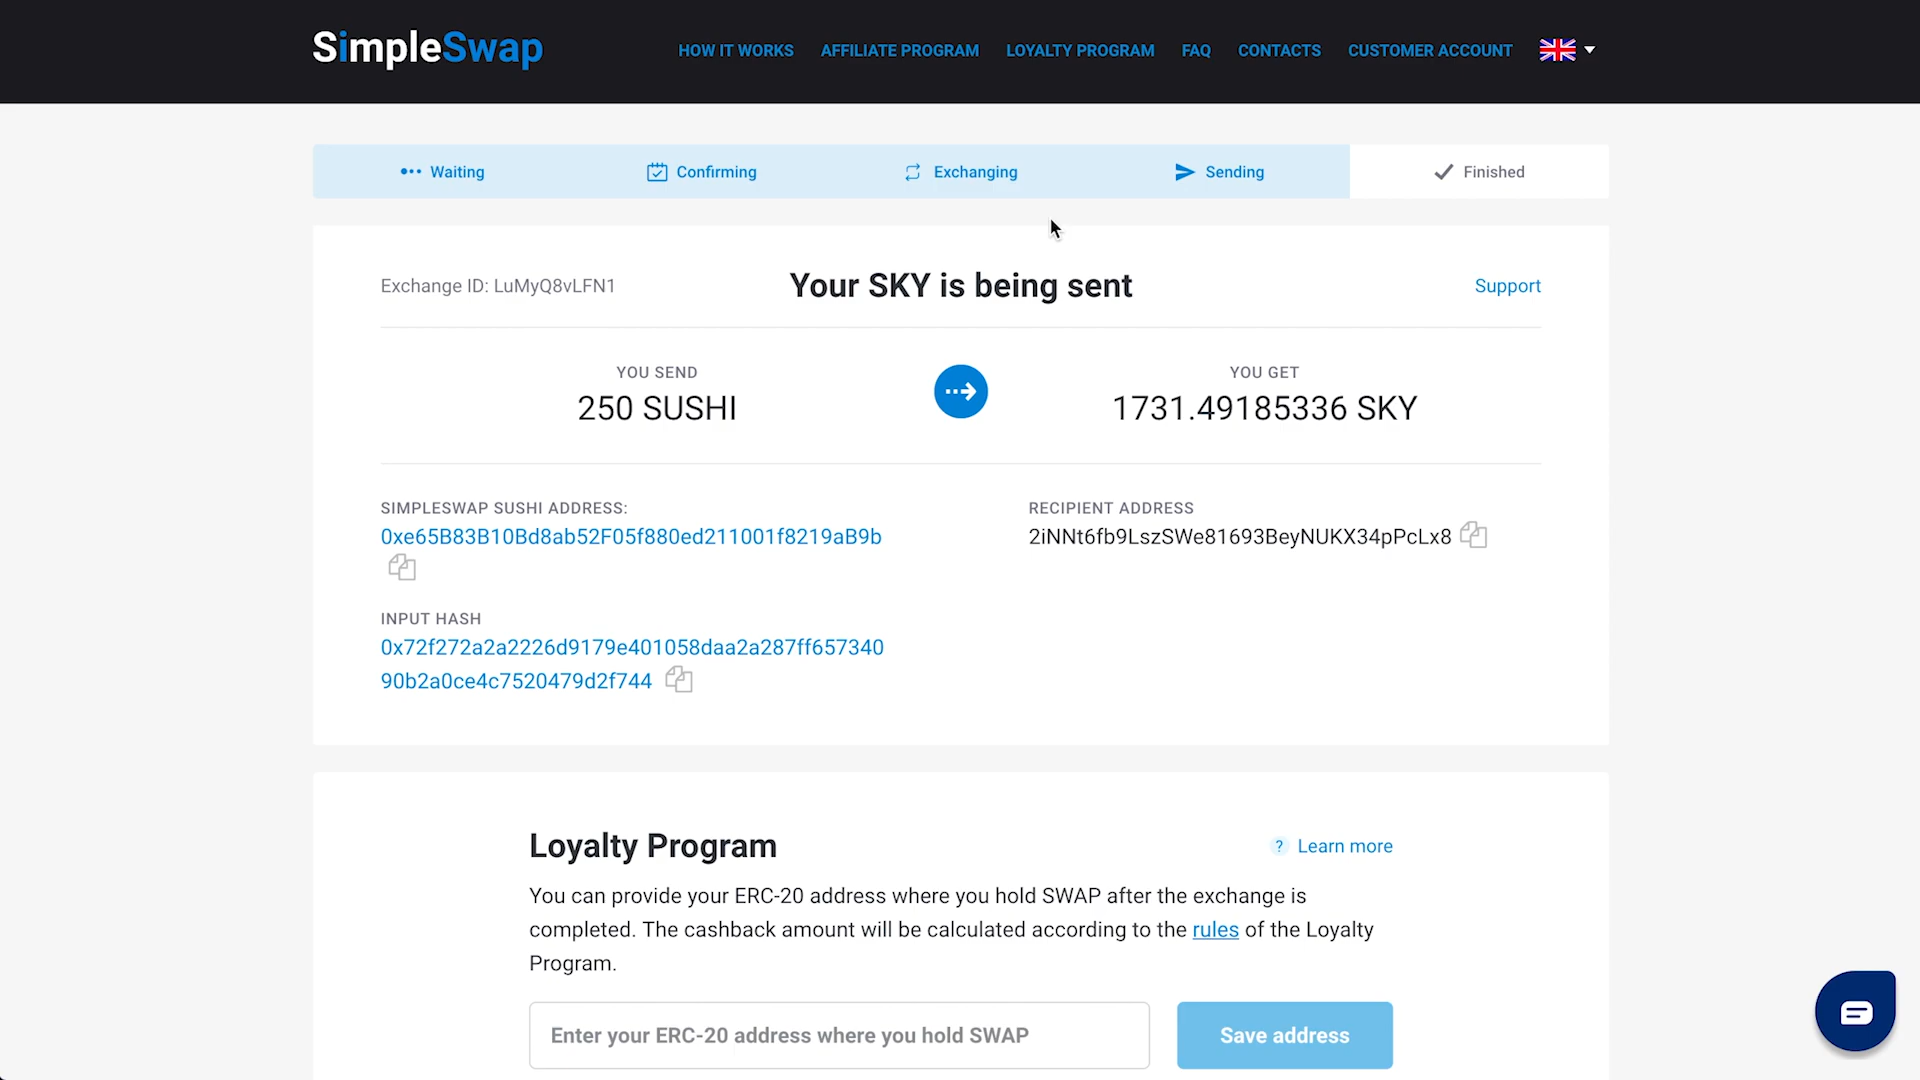 SimpleSwap
HOW IT WORKS AFFILIATE PROGRAM LOYALTY PROGRAM FAQ CONTACTS CUSTOMER ACCOUNT
Waiting Confirming Exchanging Sending Finished
Exchange ID: LuMyQ8vLFN1
Your SKY is being sent
Support
YOU SEND
250 SUSHI
YOU GET
1731.49185336 SKY
SIMPLESWAP SUSHI ADDRESS:
0xe65B83B10Bd8ab52F05f880ed211001f8219aB9b
RECIPIENT ADDRESS
2iNNt6fb9LszSWe81693BeyNUKX34pPcLx8
INPUT HASH
0x72f272a2a2226d9179e401058daa2a287ff657340
90b2a0ce4c7520479d2f744
Loyalty Program
? Learn more
You can provide your ERC-20 address where you hold SWAP after the exchange is
completed. The cashback amount will be calculated according to the rules of the Loyalty
Program.
Enter your ERC-20 address where you hold SWAP
Save address